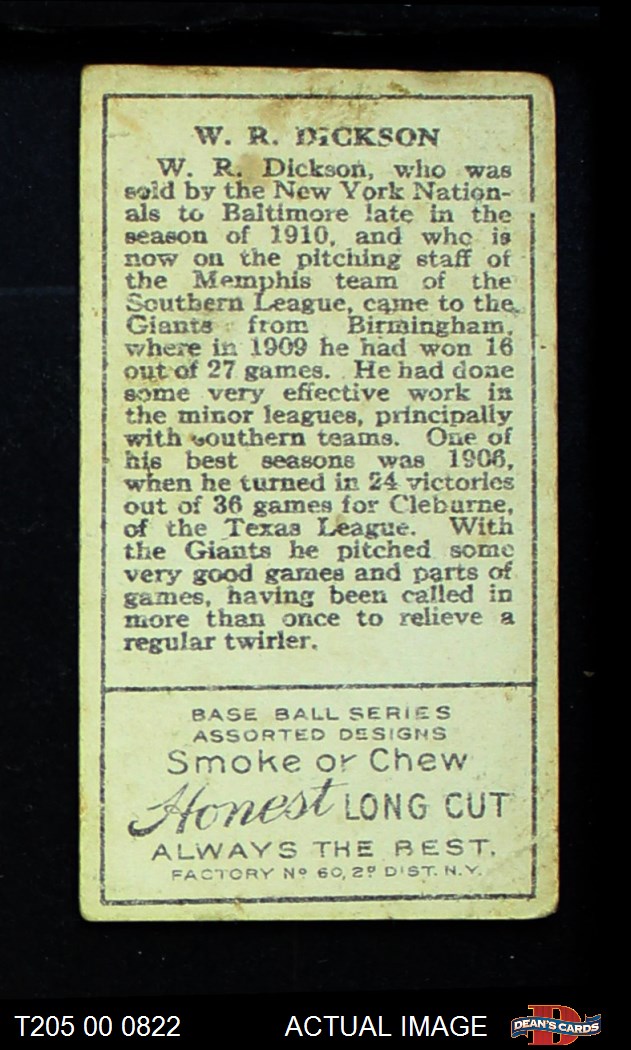 W. R. DICKSON
W. R. Dickson, who was
sold by the New York Nation-
als to Baltimore late in the
season of 1910, and who is
now on the pitching staff of
the Memphis team of the
Southern League, came to the
Giants from Birmingham,
where in 1909 he had won 16
out of 27 games. He had done
some very effective work in
the minor leagues, principally
with southern teams. One of
his best seasons was 1906,
when he turned in 24 victories
out of 36 games for Cleburne,
of the Texas League. With
the Giants he pitched some
very good games and parts of
games, having been called in
more than once to relieve a
regular twirler.
BASE BALL SERIES
ASSORTED DESIGNS
Smoke or Chew
Honest LONG CUT
ALWAYS THE BEST.
FACTORY Nº 60, 2º DIST. N.Y.
T205 00 0822 ACTUAL IMAGE DEAN'S CARDS